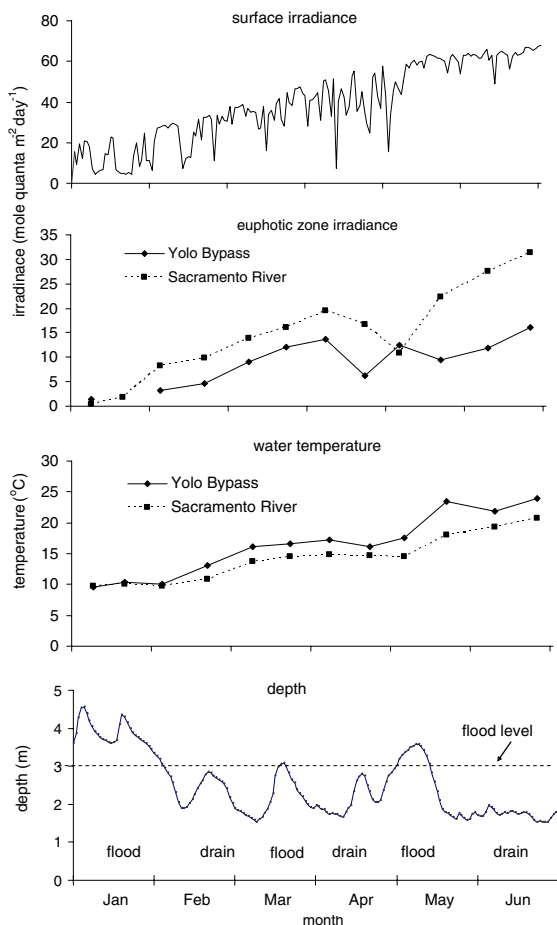 surface irradiance
80
60
40
20
0
irradinace (mole quanta m-2 day-1)
euphotic zone irradiance
35
30
25
20
15
10
5
0
Yolo Bypass
Sacramento River
water temperature
30
25
20
15
10
5
0
temperature (oC)
Yolo Bypass
Sacramento River
depth
5
4
3
2
1
0
depth (m)
flood level
flood drain flood drain flood drain
Jan Feb Mar Apr May Jun
month